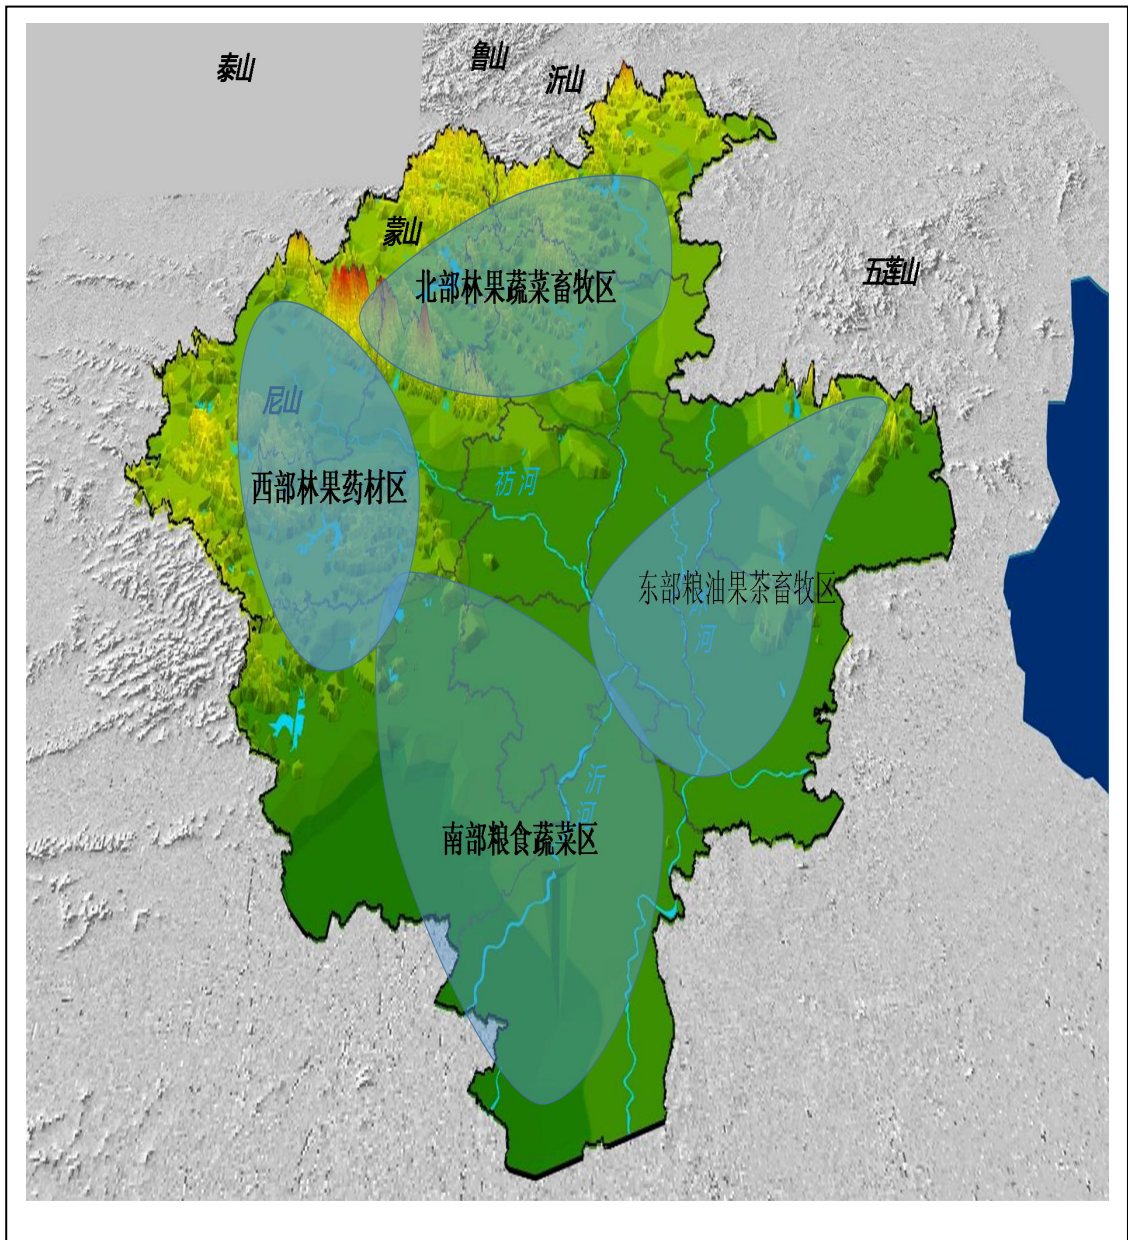 泰山
鲁山
沂山
蒙山
五莲山
北部林果蔬菜畜牧区
尼山
西部林果药材区
祊河
东部粮油果茶畜牧区
河
沂河
南部粮食蔬菜区